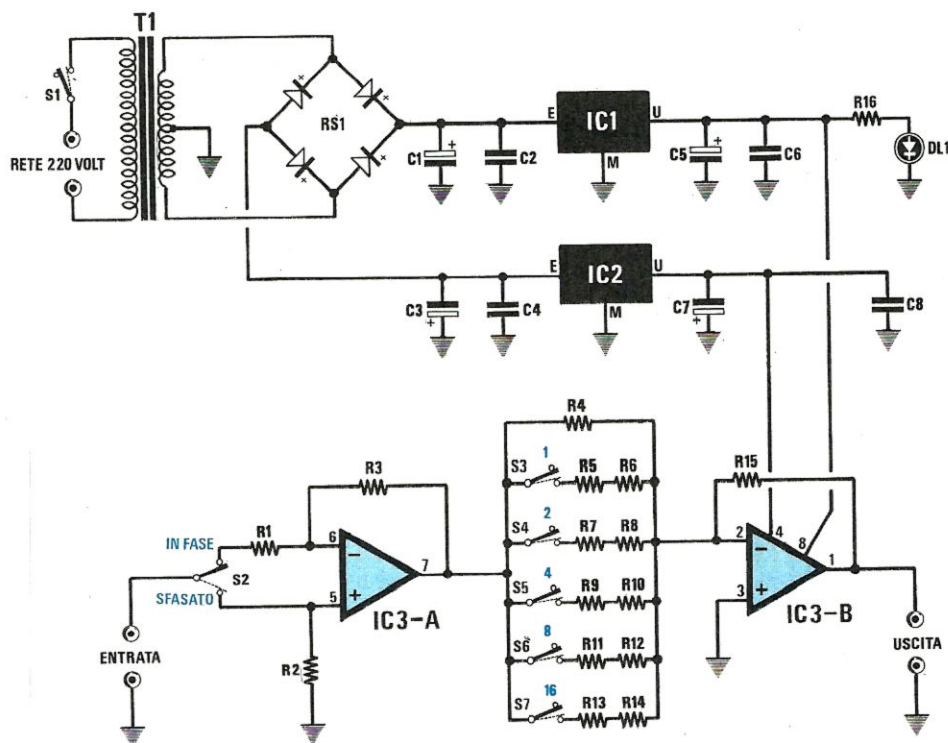 T1
S1
RETE 220 VOLT
RS1
C1
+
C2
E
IC1
U
M
C5
+
C6
R16
DL1
C3
+
C4
E
IC2
U
M
C7
+
C8
R4
S3
1
R5
R6
S4
2
R7
R8
S5
4
R9
R10
S6
8
R11
R12
S7
16
R13
R14
R3
IN FASE
R1
6
−
S2
SFASATO
5
+
7
IC3-A
R2
ENTRATA
R15
2
−
4
8
1
3
+
IC3-B
USCITA